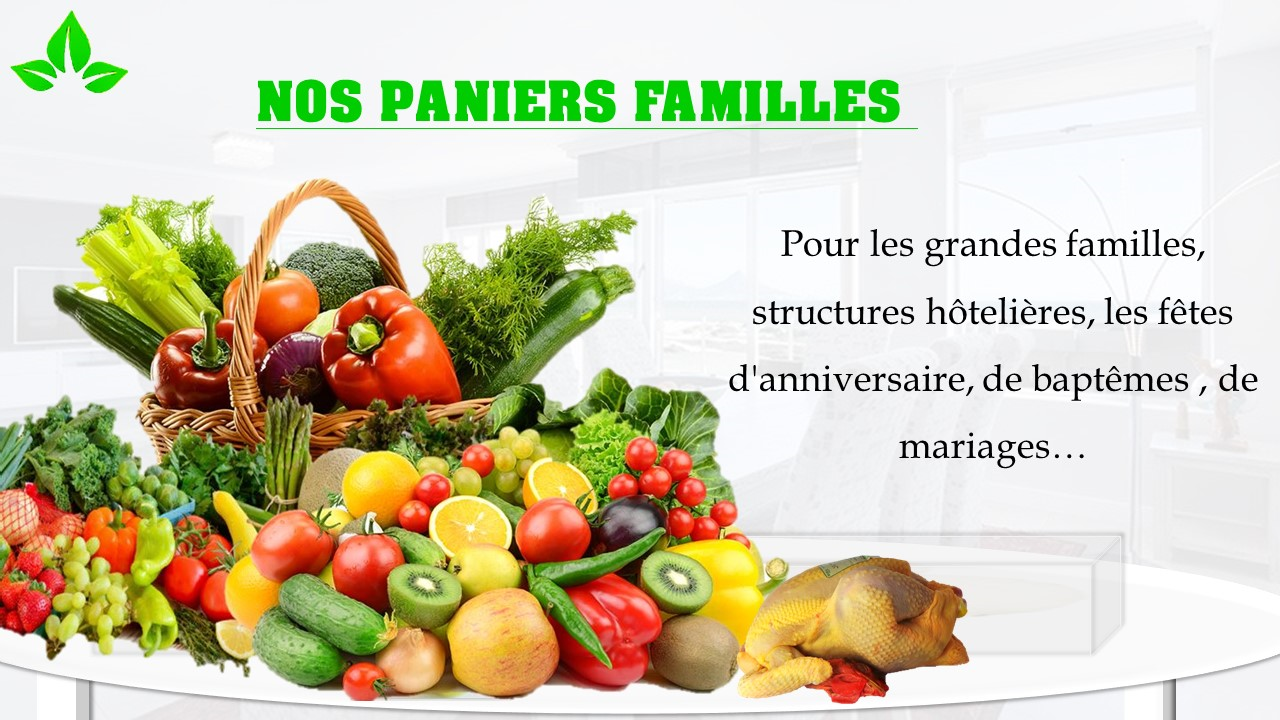 NOS PANIERS FAMILLES
Pour les grandes familles,
structures hôtelières, les fêtes
d'anniversaire, de baptêmes , de
mariages…